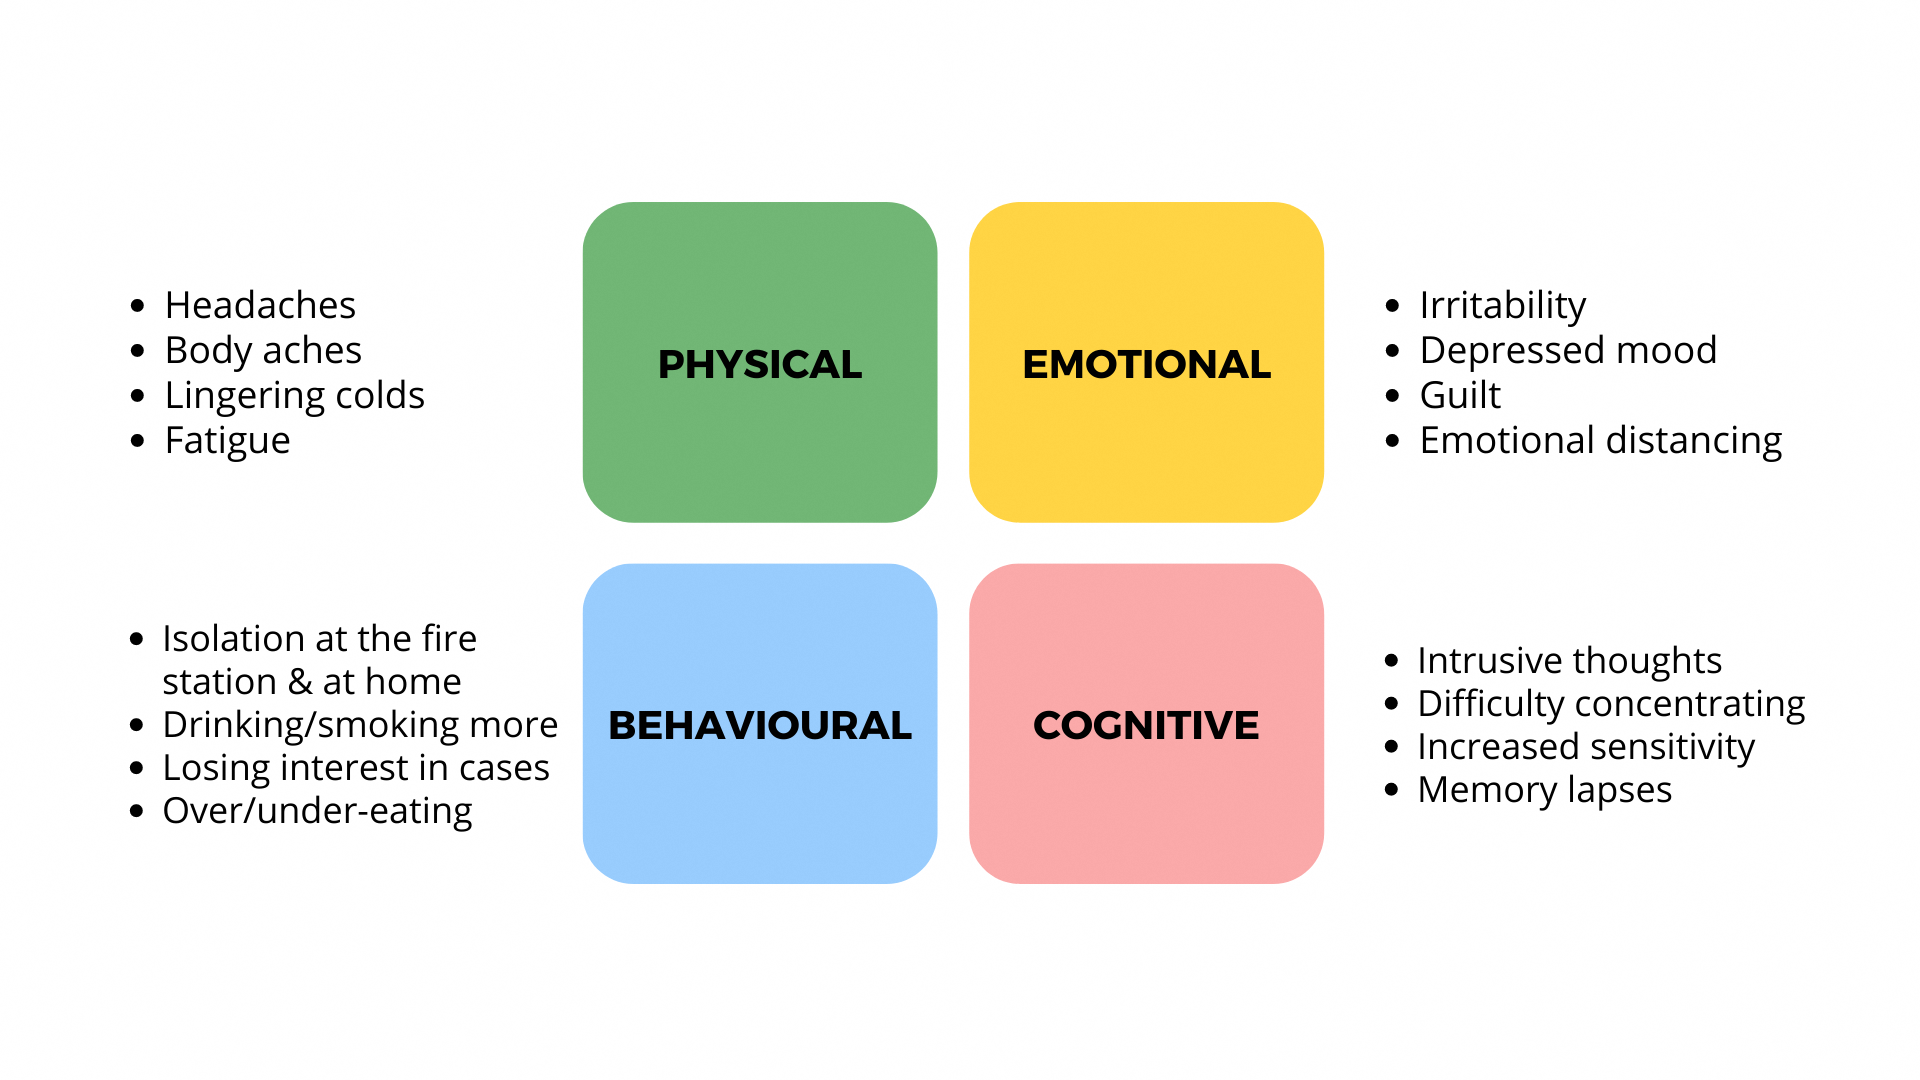 PHYSICAL
• Headaches
• Body aches
• Lingering colds
• Fatigue
EMOTIONAL
• Irritability
• Depressed mood
• Guilt
• Emotional distancing
BEHAVIOURAL
• Isolation at the fire
station & at home
• Drinking/smoking more
• Losing interest in cases
• Over/under-eating
COGNITIVE
• Intrusive thoughts
• Difficulty concentrating
• Increased sensitivity
• Memory lapses